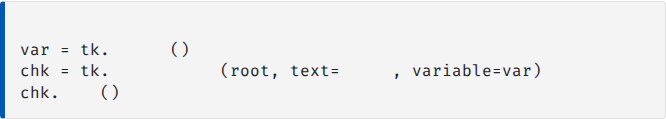 var = tk.      ()
chk = tk.           (root, text=     , variable=var)
chk.    ()